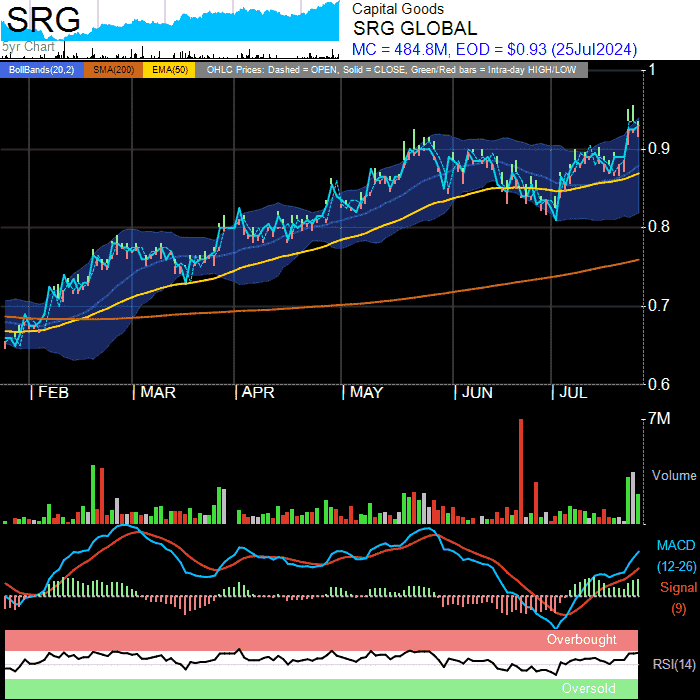 SRG
5yr Chart
Capital Goods
SRG GLOBAL
MC = 484.8M, EOD = $0.93 (25Jul2024)
BollBands(20,2) SMA(200) EMA(50) OHLC Prices: Dashed = OPEN, Solid = CLOSE, Green/Red bars = Intra-day HIGH/LOW
1
0.9
0.8
0.7
0.6
| FEB | MAR | APR | MAY | JUN | JUL
7M
Volume
MACD
(12-26)
Signal
(9)
Overbought
RSI(14)
Oversold